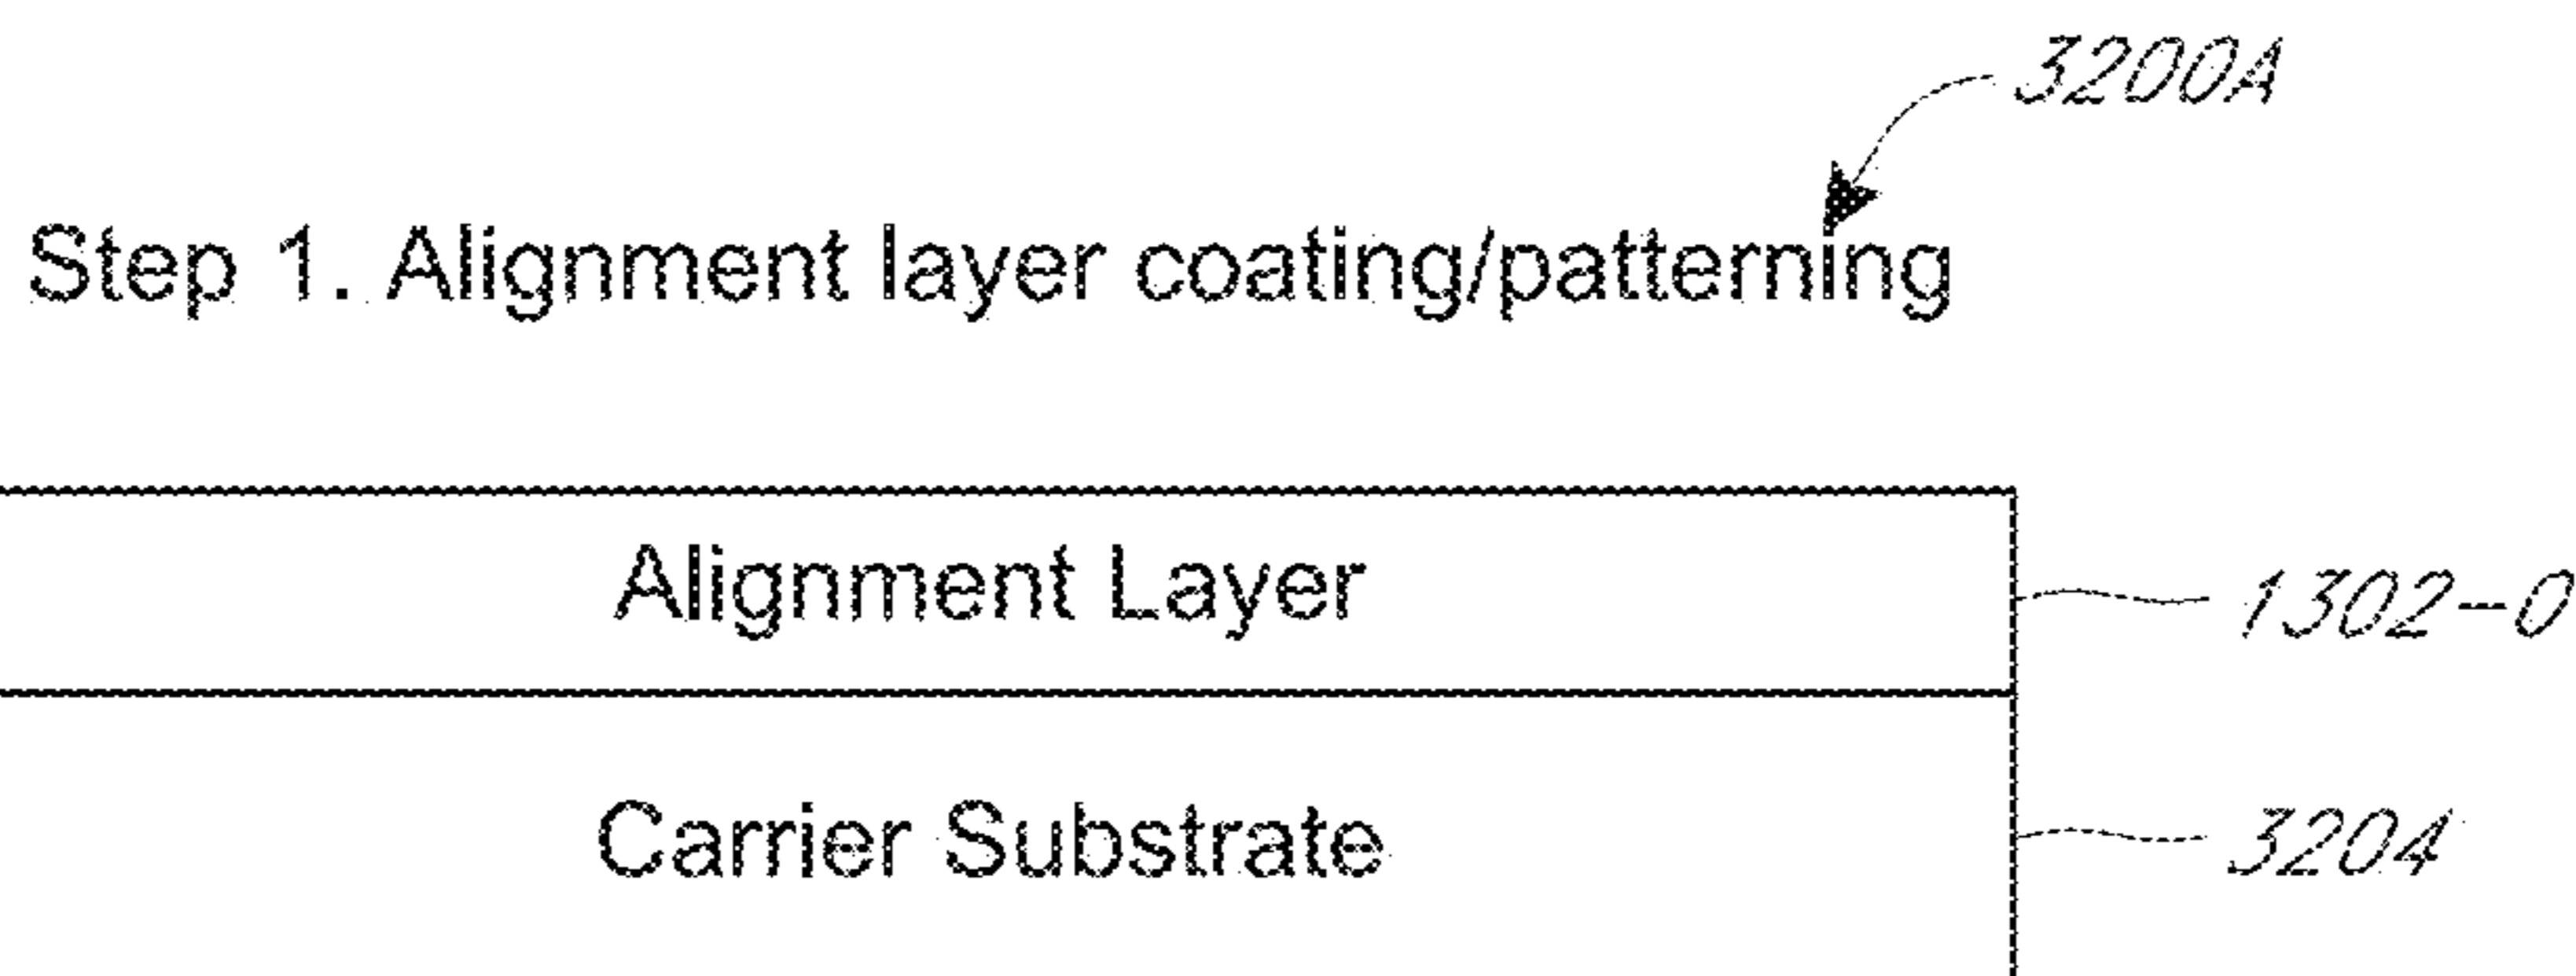 3200A
Step 1. Alignment layer coating/patterning
Alignment Layer
1302-0
Carrier Substrate
3204